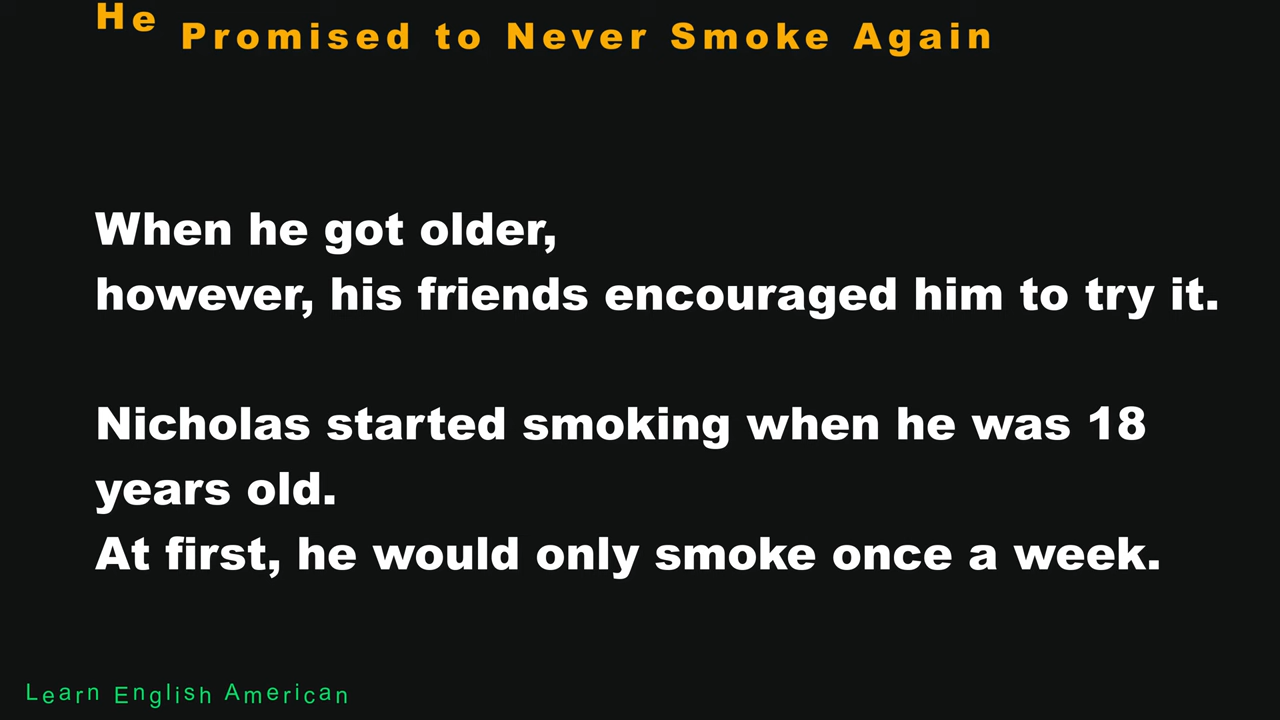 He Promised to Never Smoke Again
When he got older,
however, his friends encouraged him to try it.
Nicholas started smoking when he was 18
years old.
At first, he would only smoke once a week.
Learn English American